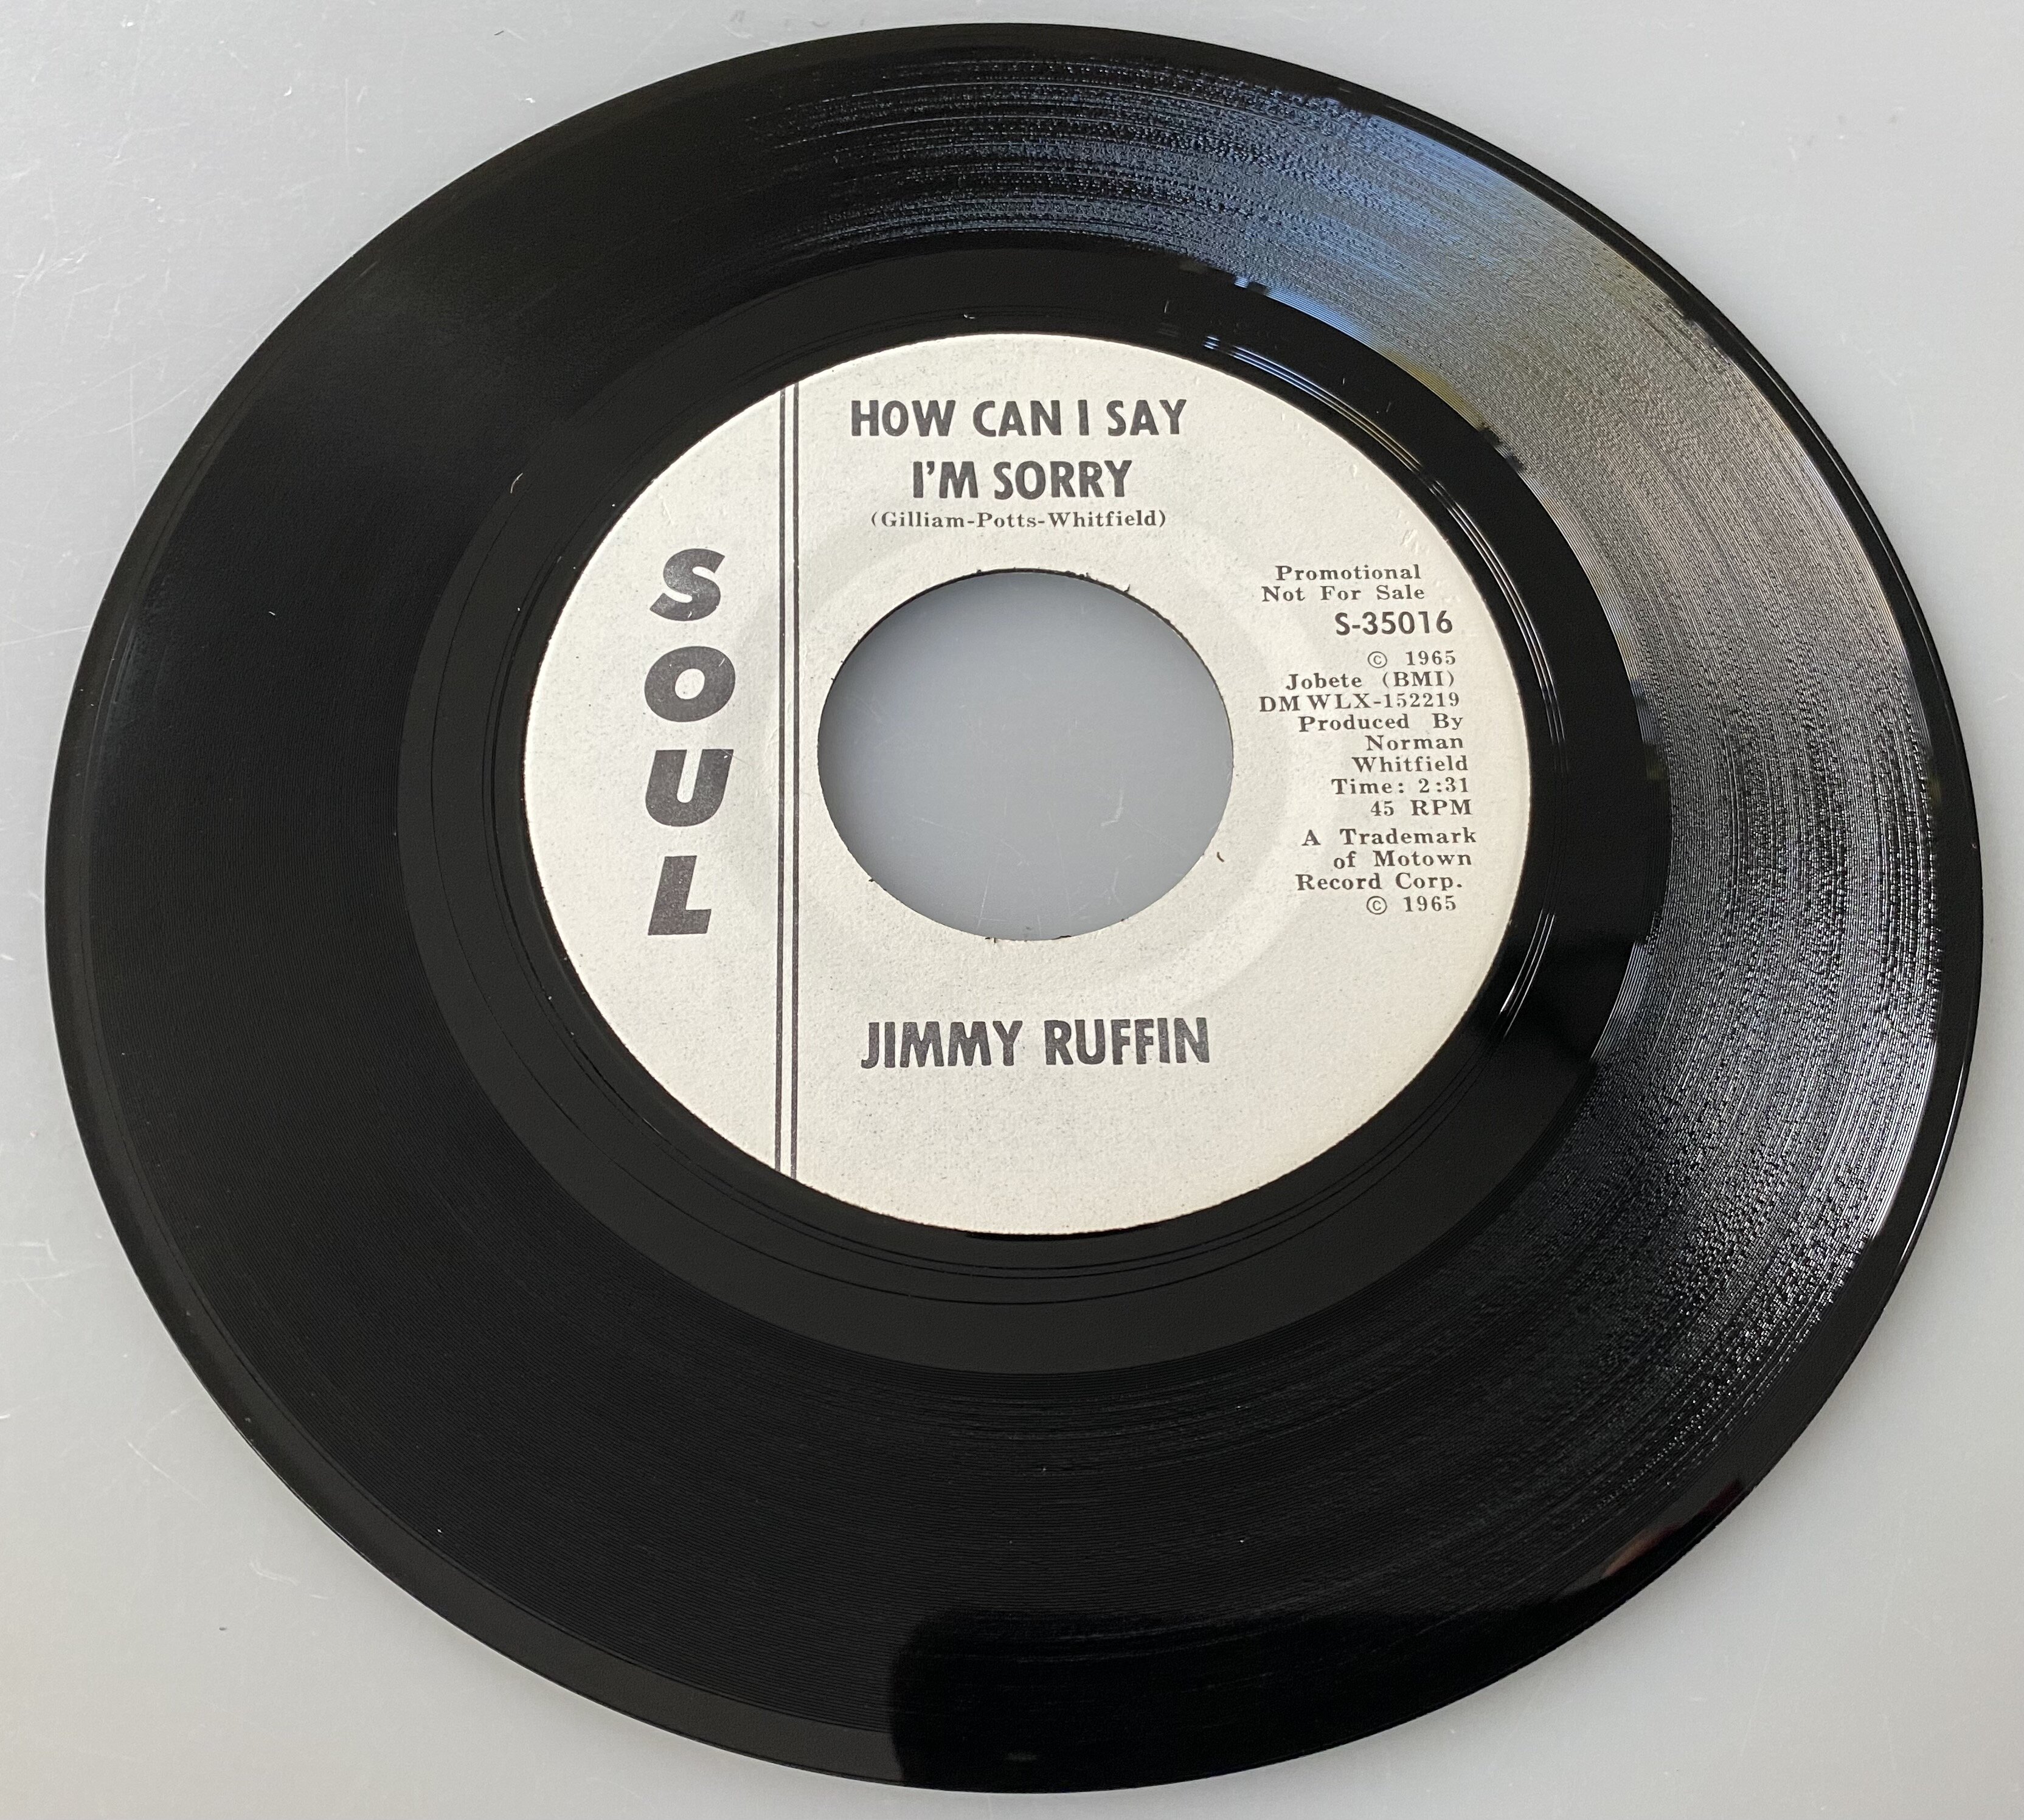 HOW CAN I SAY
I'M SORRY
(Gilliam-Potts-Whitfield)
SOUL
Promotional
Not For Sale
S-35016
© 1965
Jobete (BMI)
DM WLX-152219
Produced By
Norman
Whitfield
Time: 2:31
45 RPM
A Trademark
of Motown
Record Corp.
© 1965
JIMMY RUFFIN